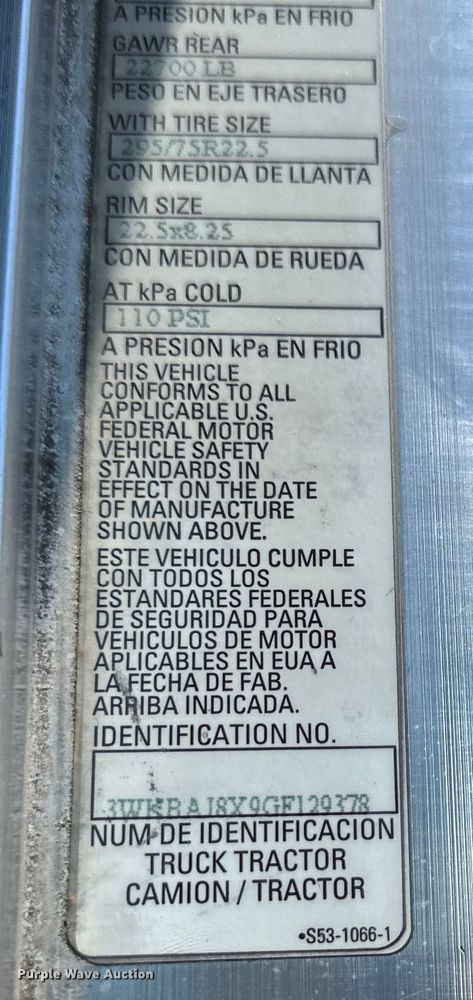 A PRESION kPa EN FRIO
GAWR REAR
22700 LB
PESO EN EJE TRASERO
WITH TIRE SIZE
295/75R22.5
CON MEDIDA DE LLANTA
RIM SIZE
22.5x8.25
CON MEDIDA DE RUEDA
AT kPa COLD
110 PSI
A PRESION kPa EN FRIO
THIS VEHICLE
CONFORMS TO ALL
APPLICABLE U.S.
FEDERAL MOTOR
VEHICLE SAFETY
STANDARDS IN
EFFECT ON THE DATE
OF MANUFACTURE
SHOWN ABOVE.
ESTE VEHICULO CUMPLE
CON TODOS LOS
ESTANDARES FEDERALES
DE SEGURIDAD PARA
VEHICULOS DE MOTOR
APLICABLES EN EUA A
LA FECHA DE FAB.
ARRIBA INDICADA.
IDENTIFICATION NO.
3WKBAJ8X9GF129378
NUM DE IDENTIFICACION
TRUCK TRACTOR
CAMION / TRACTOR
•S53-1066-1
Purple Wave Auction